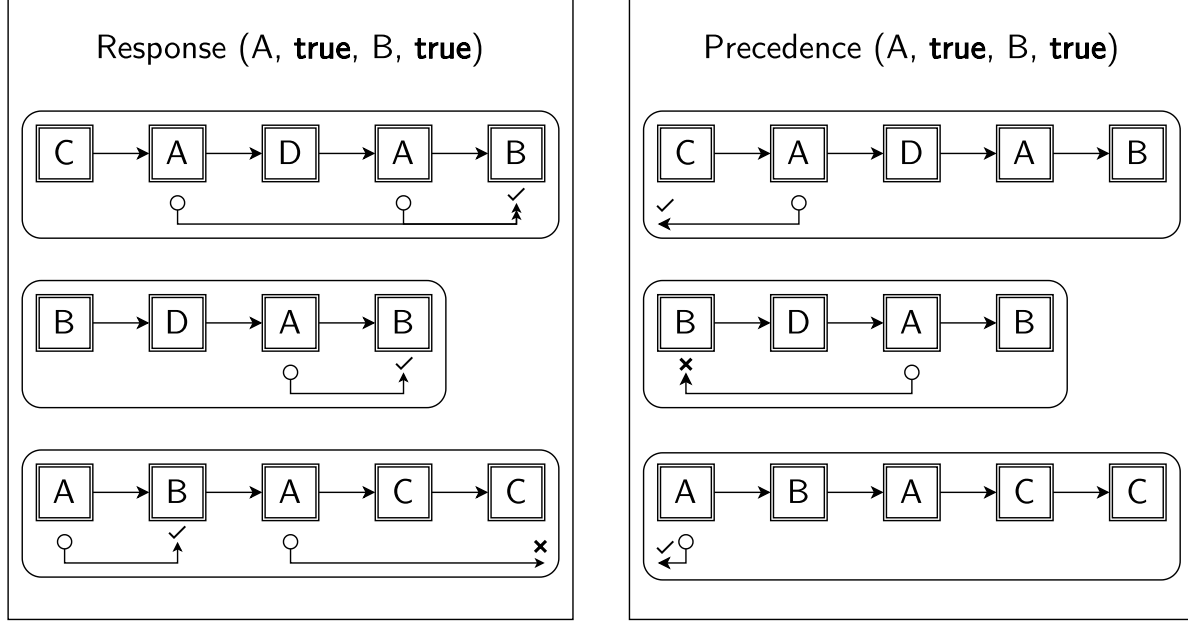 Response (A, true, B, true)
C A D A B
B D A B
A B A C C
Precedence (A, true, B, true)
C A D A B
B D A B
A B A C C